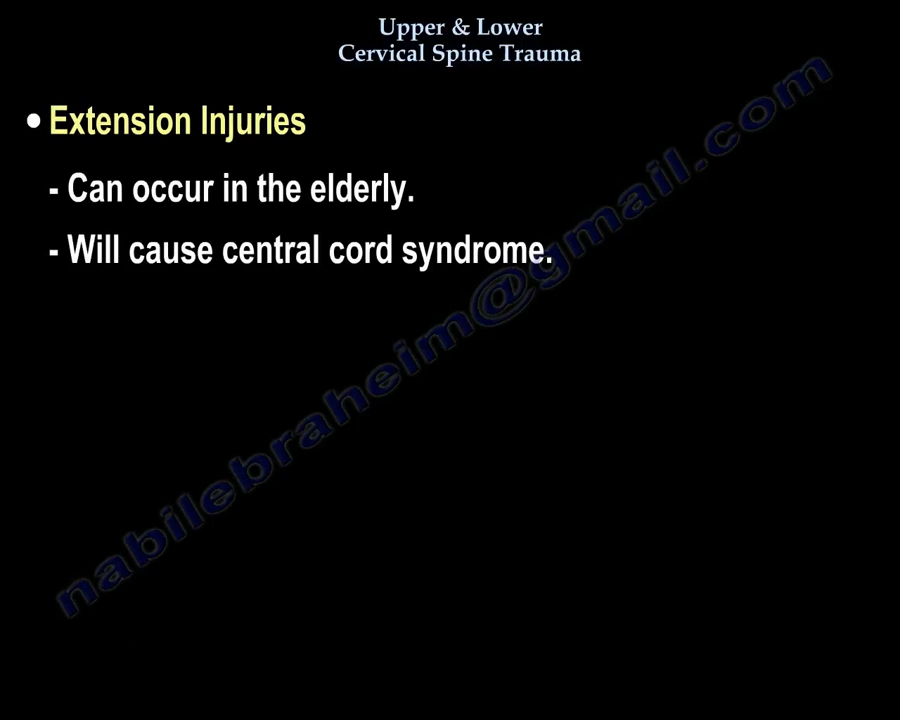 Upper & Lower
Cervical Spine Trauma
• Extension Injuries
- Can occur in the elderly.
- Will cause central cord syndrome.
nabilebraheim@gmail.com